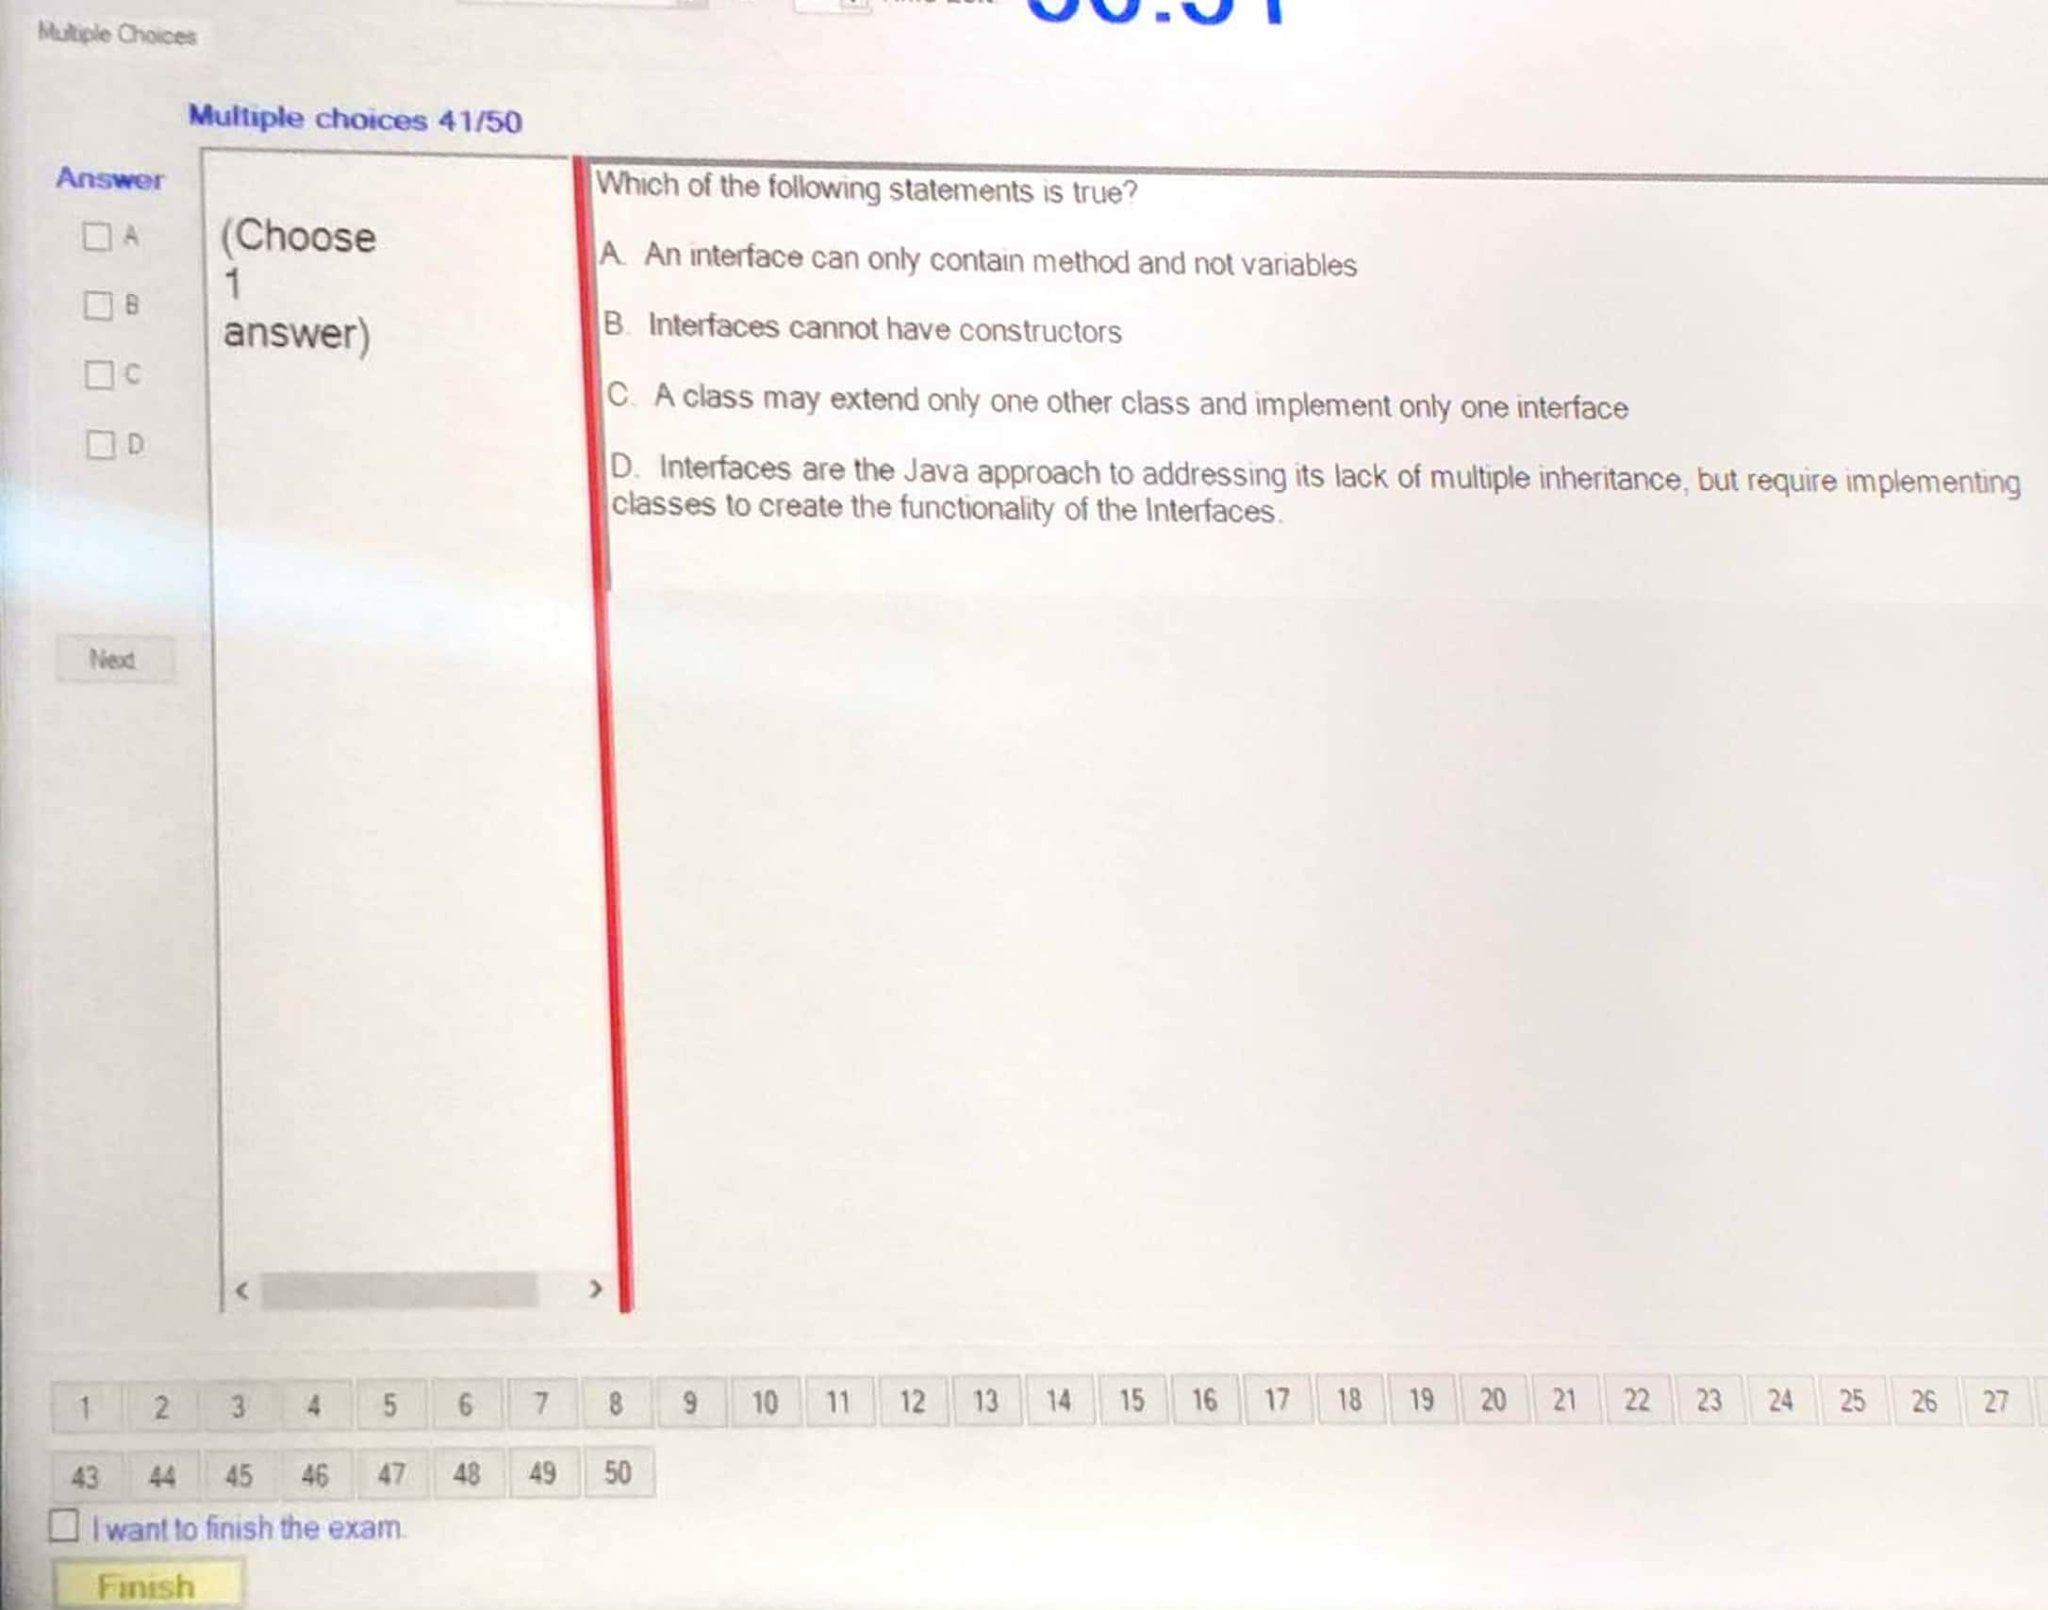 Multiple Choices
Multiple choices 41/50
Answer
A
B
C
D
(Choose
1
answer)
Next
Which of the following statements is true?
A. An interface can only contain method and not variables
B. Interfaces cannot have constructors
C. A class may extend only one other class and implement only one interface
D. Interfaces are the Java approach to addressing its lack of multiple inheritance, but require implementing
classes to create the functionality of the Interfaces.
< >
1 2 3 4 5 6 7 8 9 10 11 12 13 14 15 16 17 18 19 20 21 22 23 24 25 26 27
43 44 45 46 47 48 49 50
I want to finish the exam.
Finish